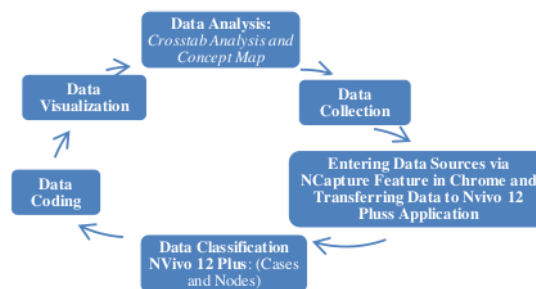 Data Analysis:
Crosstab Analysis and
Concept Map
Data
Collection
Entering Data Sources via
NCapture Feature in Chrome and
Transferring Data to Nvivo 12
Pluss Application
Data Classification
NVivo 12 Plus: (Cases
and Nodes)
Data
Coding
Data
Visualization